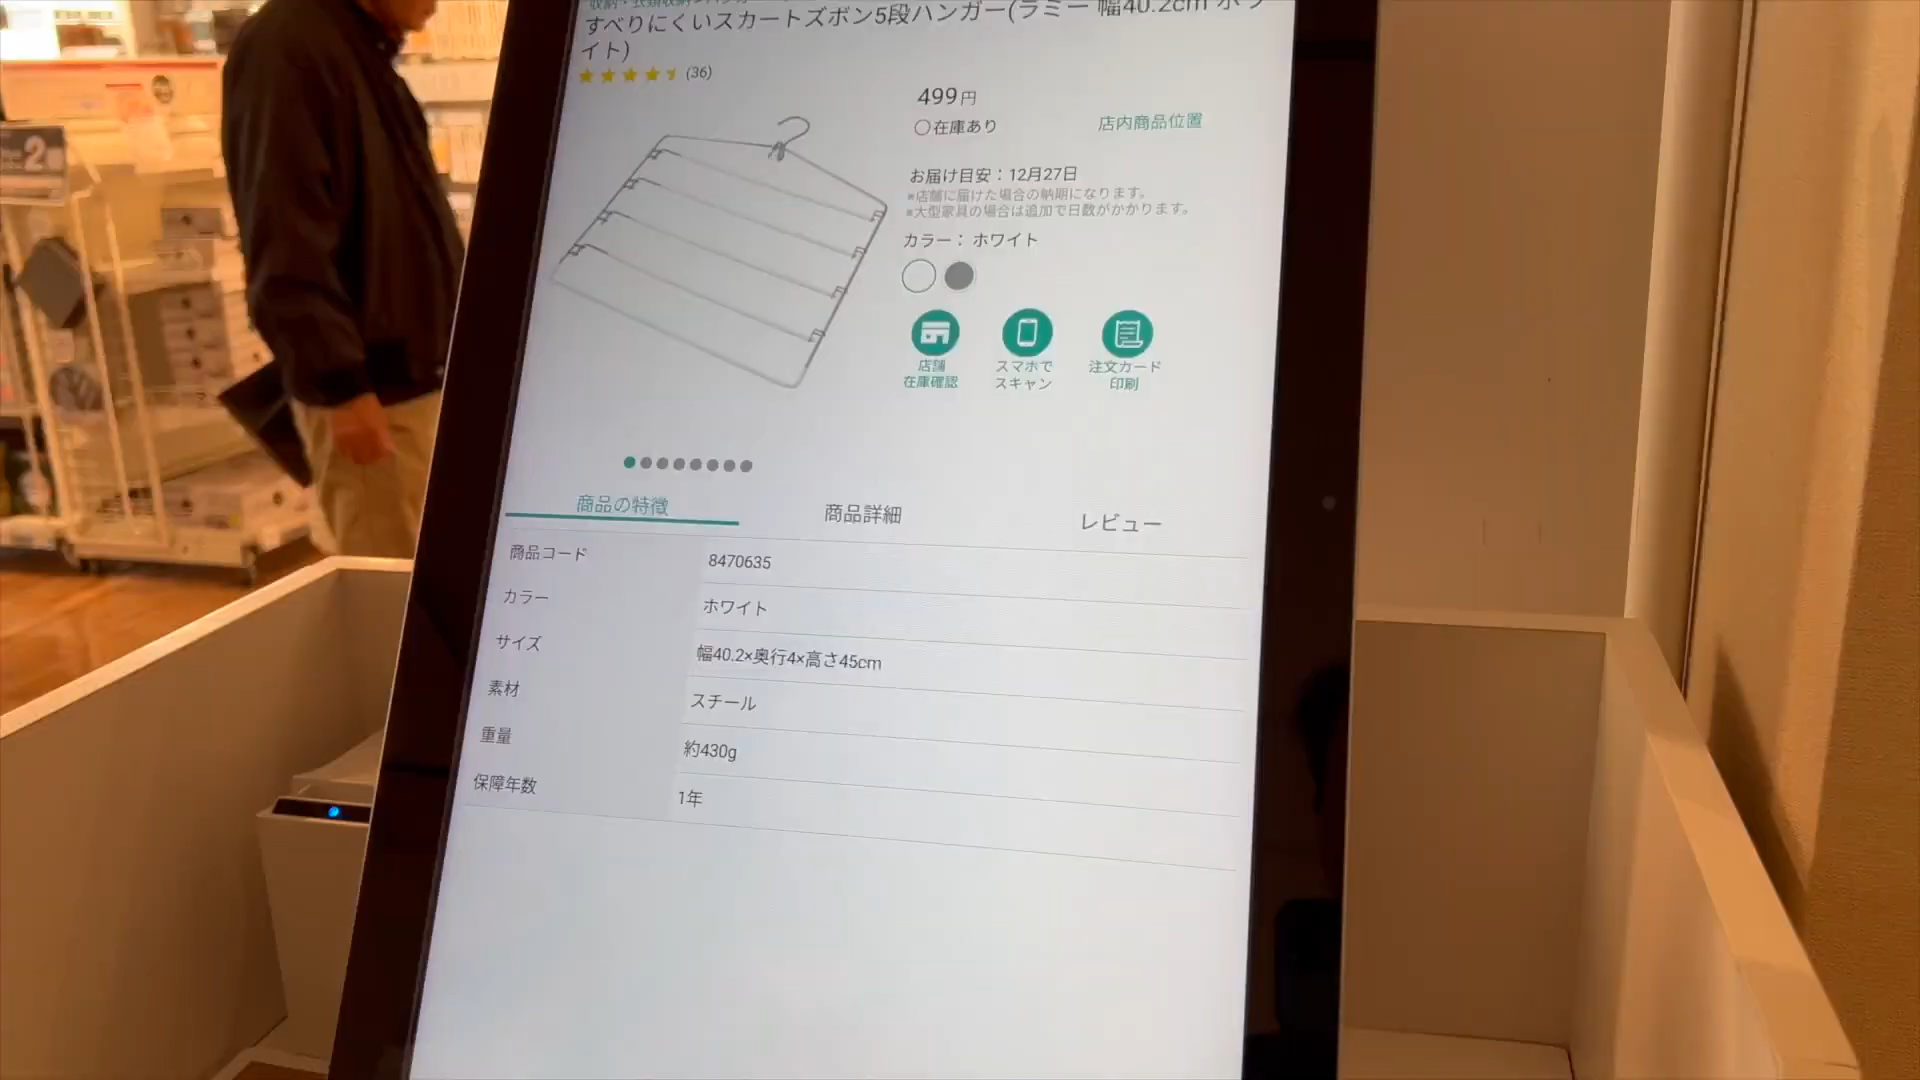 収納・衣類収納
すべりにくいスカートズボン5段ハンガー(ラミー 幅40.2cm ホワ
イト)
(36)
499円
○在庫あり
店内商品位置
お届け目安：12月27日
※店舗に届けた場合の納期になります。
※大型家具の場合は追加で日数がかかります。
カラー： ホワイト
店舗
在庫確認
スマホで
スキャン
注文カード
印刷
商品の特徴
商品詳細
レビュー
商品コード 8470635
カラー ホワイト
サイズ 幅40.2×奥行4×高さ45cm
素材 スチール
重量 約430g
保障年数 1年
2